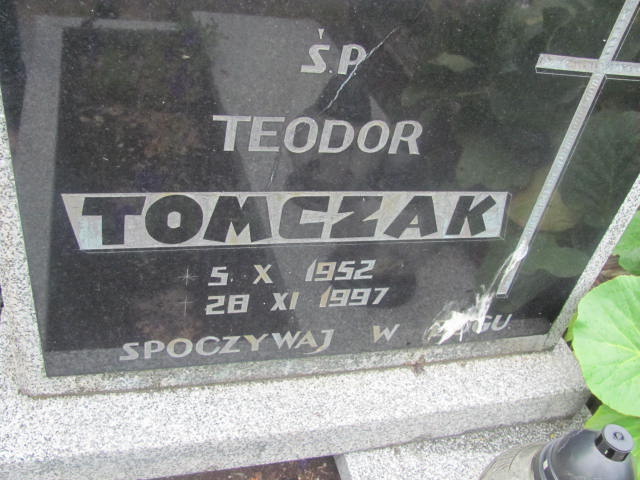 Ś.P
TEODOR
TOMCZAK
5 X 1952
28 XI 1997
SPOCZYWAJ W